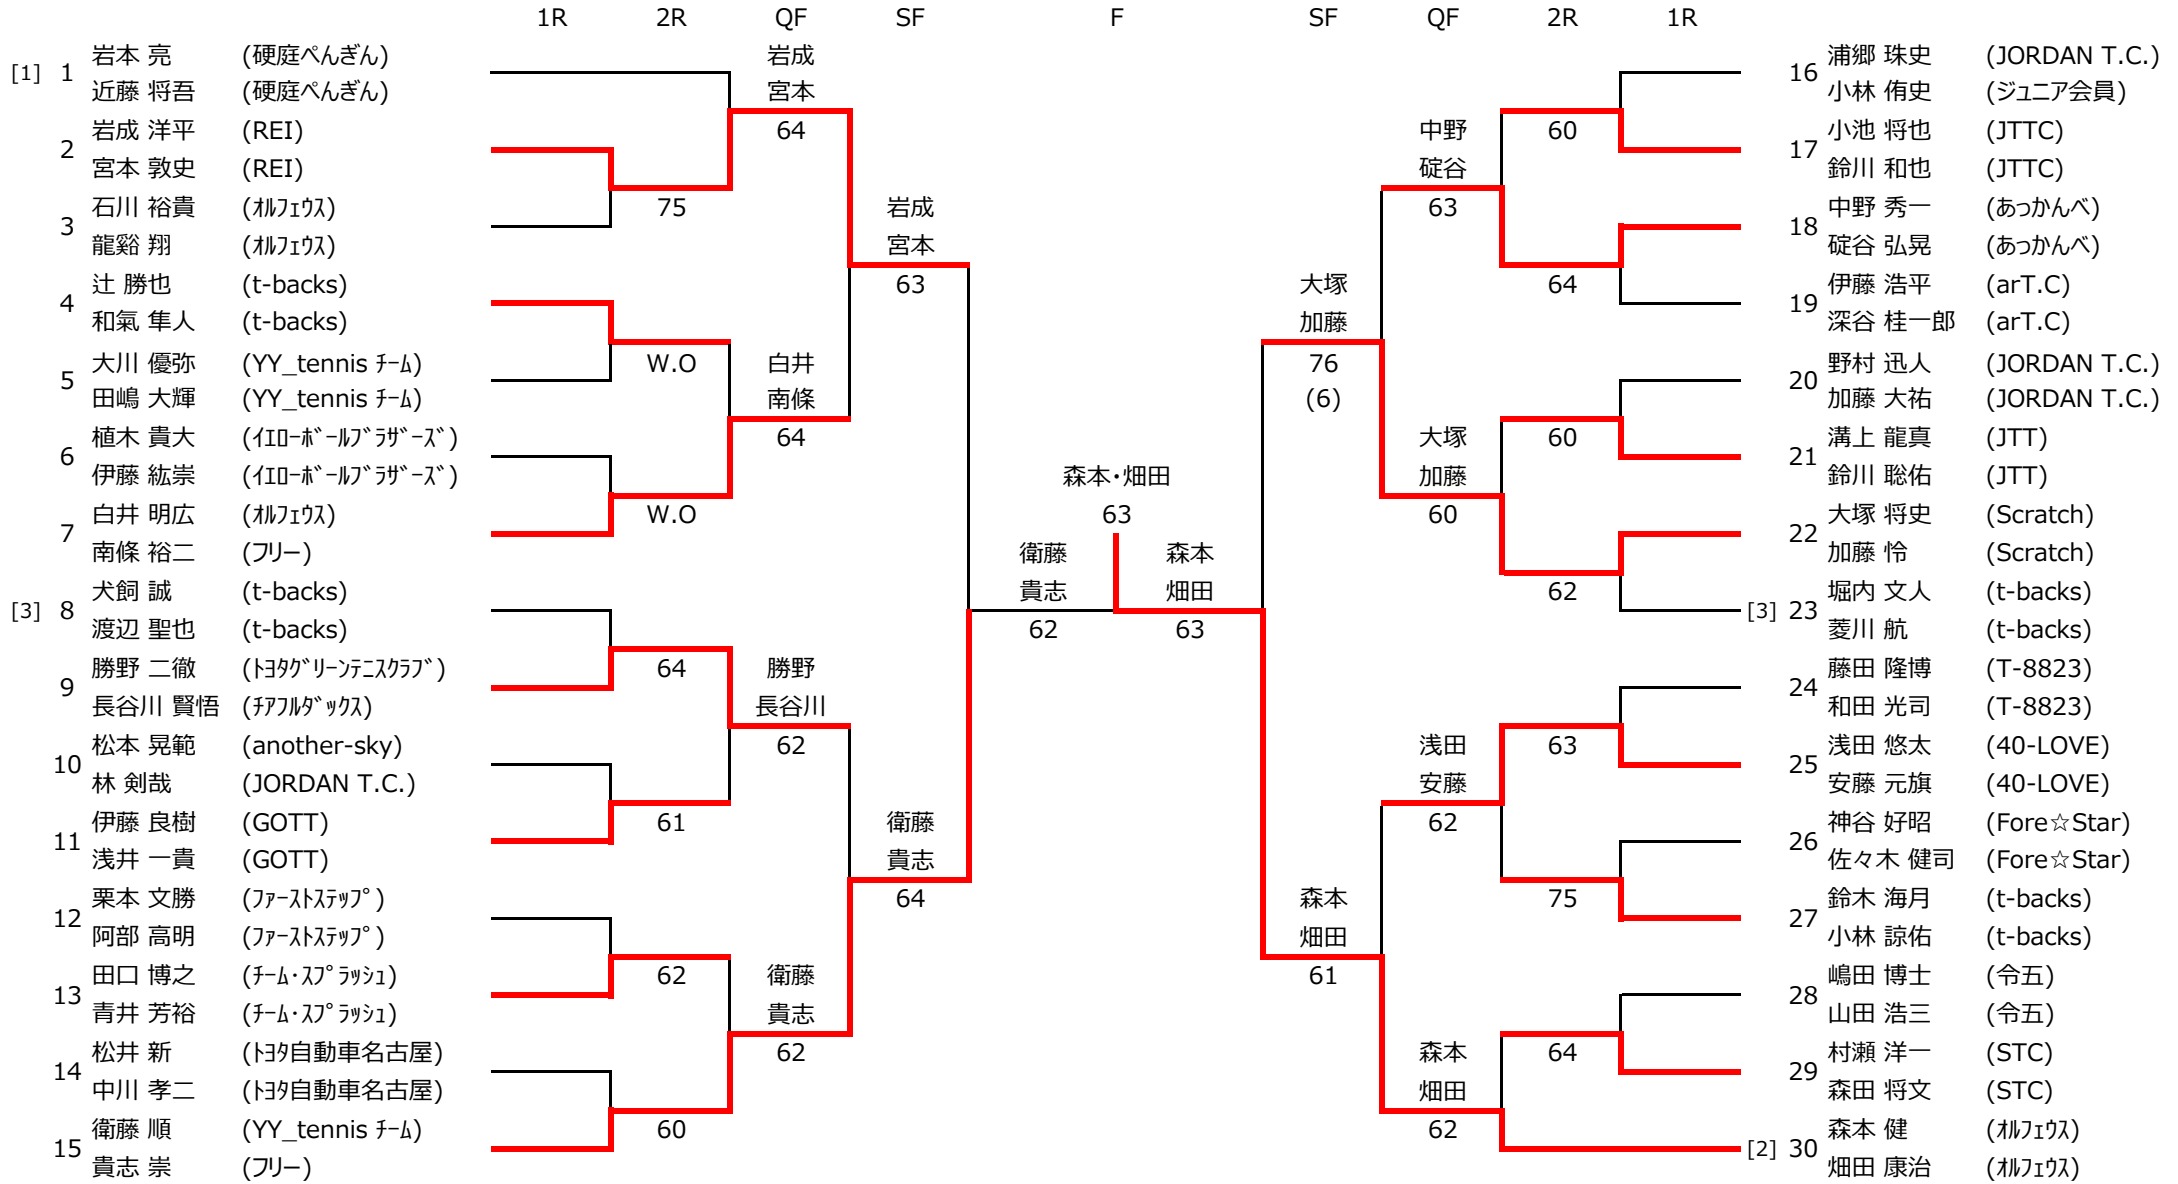 1R 2R QF SF F SF QF 2R 1R
[1] 1 岩本 亮 (硬庭ぺんぎん)
近藤 将吾 (硬庭ぺんぎん)
2 岩成 洋平 (REI)
宮本 敦史 (REI)
3 石川 裕貴 (ｵﾙﾌｪｳｽ)
龍谿 翔 (ｵﾙﾌｪｳｽ)
4 辻 勝也 (t-backs)
和氣 隼人 (t-backs)
5 大川 優弥 (YY_tennis ﾁｰﾑ)
田嶋 大輝 (YY_tennis ﾁｰﾑ)
6 植木 貴大 (ｲｴﾛｰﾎﾞｰﾙﾌﾞﾗｻﾞｰｽﾞ)
伊藤 紘崇 (ｲｴﾛｰﾎﾞｰﾙﾌﾞﾗｻﾞｰｽﾞ)
7 白井 明広 (ｵﾙﾌｪｳｽ)
南條 裕二 (フリー)
[3] 8 犬飼 誠 (t-backs)
渡辺 聖也 (t-backs)
9 勝野 二徹 (ﾄﾖﾀｸﾞﾘｰﾝﾃﾆｽｸﾗﾌﾞ)
長谷川 賢悟 (ﾁｱﾌﾙﾀﾞｯｸｽ)
10 松本 晃範 (another-sky)
林 剣哉 (JORDAN T.C.)
11 伊藤 良樹 (GOTT)
浅井 一貴 (GOTT)
12 栗本 文勝 (ﾌｧｰｽﾄｽﾃｯﾌﾟ)
阿部 高明 (ﾌｧｰｽﾄｽﾃｯﾌﾟ)
13 田口 博之 (ﾁｰﾑ･ｽﾌﾟﾗｯｼｭ)
青井 芳裕 (ﾁｰﾑ･ｽﾌﾟﾗｯｼｭ)
14 松井 新 (ﾄﾖﾀ自動車名古屋)
中川 孝二 (ﾄﾖﾀ自動車名古屋)
15 衛藤 順 (YY_tennis ﾁｰﾑ)
貴志 崇 (フリー)
75
W.O
W.O
64
61
62
60
岩成
宮本
64
白井
南條
64
勝野
長谷川
62
衛藤
貴志
62
岩成
宮本
63
衛藤
貴志
64
衛藤
貴志
62
森本･畑田
63
森本
畑田
63
大塚
加藤
76
(6)
森本
畑田
61
中野
碇谷
63
大塚
加藤
60
浅田
安藤
62
森本
畑田
62
60
64
60
62
63
75
64
16 浦郷 珠史 (JORDAN T.C.)
小林 侑史 (ジュニア会員)
17 小池 将也 (JTTC)
鈴川 和也 (JTTC)
18 中野 秀一 (あっかんべ)
碇谷 弘晃 (あっかんべ)
19 伊藤 浩平 (arT.C)
深谷 桂一郎 (arT.C)
20 野村 迅人 (JORDAN T.C.)
加藤 大祐 (JORDAN T.C.)
21 溝上 龍真 (JTT)
鈴川 聡佑 (JTT)
22 大塚 将史 (Scratch)
加藤 怜 (Scratch)
[3] 23 堀内 文人 (t-backs)
菱川 航 (t-backs)
24 藤田 隆博 (T-8823)
和田 光司 (T-8823)
25 浅田 悠太 (40-LOVE)
安藤 元旗 (40-LOVE)
26 神谷 好昭 (Fore☆Star)
佐々木 健司 (Fore☆Star)
27 鈴木 海月 (t-backs)
小林 諒佑 (t-backs)
28 嶋田 博士 (令五)
山田 浩三 (令五)
29 村瀬 洋一 (STC)
森田 将文 (STC)
[2] 30 森本 健 (ｵﾙﾌｪｳｽ)
畑田 康治 (ｵﾙﾌｪｳｽ)